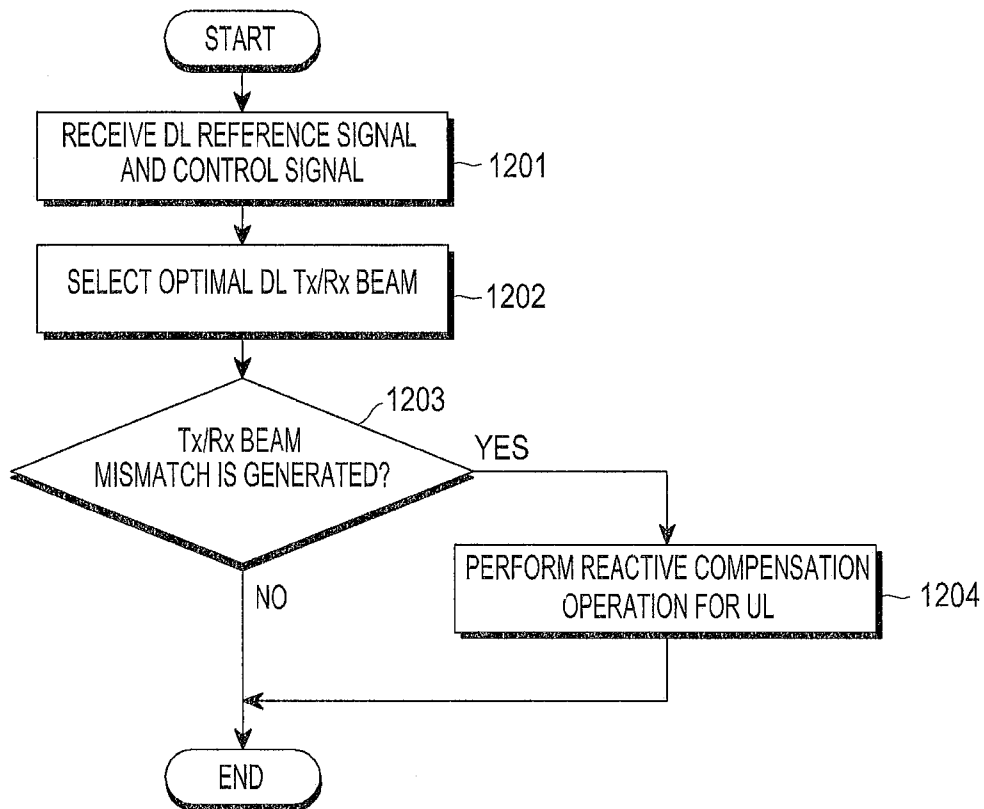 START
RECEIVE DL REFERENCE SIGNAL
AND CONTROL SIGNAL
1201
SELECT OPTIMAL DL Tx/Rx BEAM
1202
1203
Tx/Rx BEAM
MISMATCH IS GENERATED?
YES
NO
PERFORM REACTIVE COMPENSATION
OPERATION FOR UL
1204
END